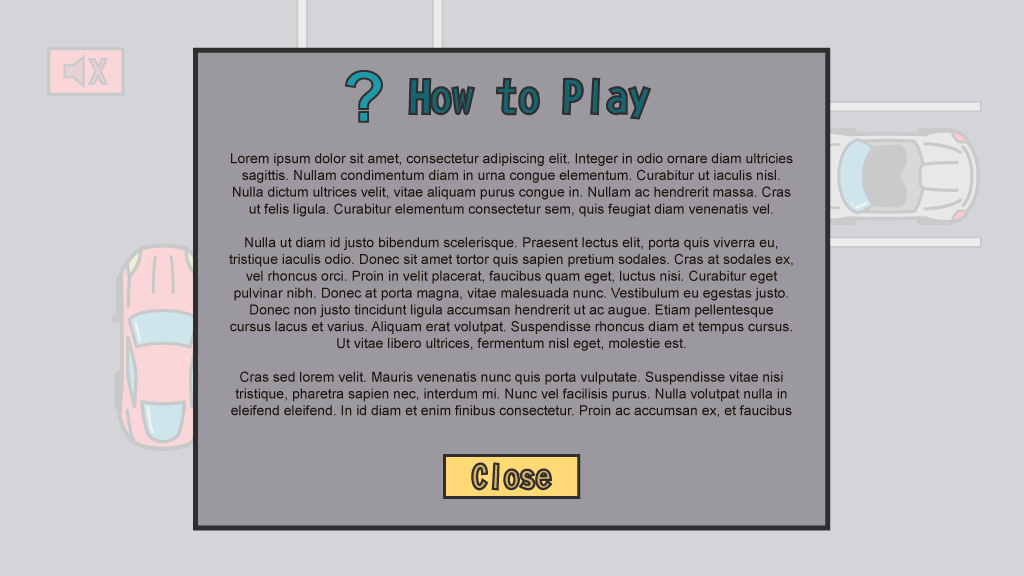 X
? How to Play
Lorem ipsum dolor sit amet, consectetur adipiscing elit. Integer in odio ornare diam ultricies
sagittis. Nullam condimentum diam in urna congue elementum. Curabitur ut iaculis nisl.
Nulla dictum ultrices velit, vitae aliquam purus congue in. Nullam ac hendrerit massa. Cras
ut felis ligula. Curabitur elementum consectetur sem, quis feugiat diam venenatis vel.
Nulla ut diam id justo bibendum scelerisque. Praesent lectus elit, porta quis viverra eu,
tristique iaculis odio. Donec sit amet tortor quis sapien pretium sodales. Cras at sodales ex,
vel rhoncus orci. Proin in velit placerat, faucibus quam eget, luctus nisi. Curabitur eget
pulvinar nibh. Donec at porta magna, vitae malesuada nunc. Vestibulum eu egestas justo.
Donec non justo tincidunt ligula accumsan hendrerit ut ac augue. Etiam pellentesque
cursus lacus et varius. Aliquam erat volutpat. Suspendisse rhoncus diam et tempus cursus.
Ut vitae libero ultrices, fermentum nisl eget, molestie est.
Cras sed lorem velit. Mauris venenatis nunc quis porta vulputate. Suspendisse vitae nisi
tristique, pharetra sapien nec, interdum mi. Nunc vel facilisis purus. Nulla volutpat nulla in
eleifend eleifend. In id diam et enim finibus consectetur. Proin ac accumsan ex, et faucibus
Close